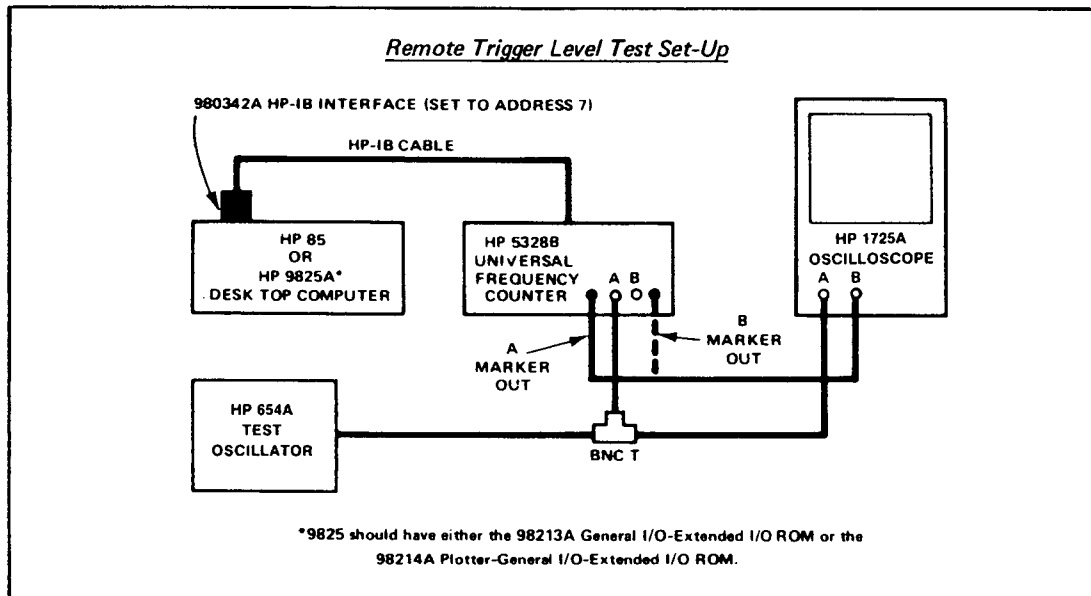 Remote Trigger Level Test Set-Up
980342A HP-IB INTERFACE (SET TO ADDRESS 7)
HP-IB CABLE
HP 85
OR
HP 9825A*
DESK TOP COMPUTER
HP 5328B
UNIVERSAL
FREQUENCY
COUNTER
A
B
HP 1725A
OSCILLOSCOPE
A
B
A
MARKER
OUT
B
MARKER
OUT
HP 654A
TEST
OSCILLATOR
BNC T
*9825 should have either the 98213A General I/O-Extended I/O ROM or the
98214A Plotter-General I/O-Extended I/O ROM.